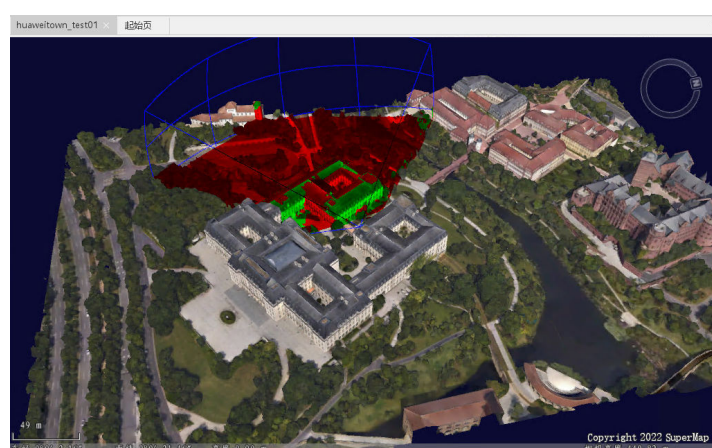 huaweitown_test01 ×
起始页
N
49 m
Copyright 2022 SuperMap